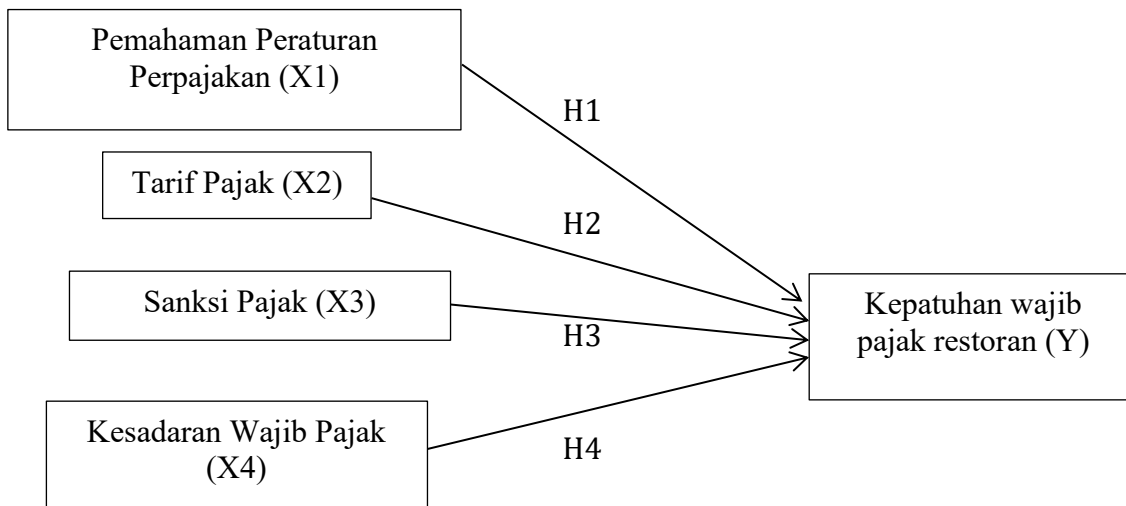 Pemahaman Peraturan
Perpajakan (X1)
H1
Tarif Pajak (X2)
H2
Sanksi Pajak (X3)
H3
Kepatuhan wajib
pajak restoran (Y)
Kesadaran Wajib Pajak
(X4)
H4